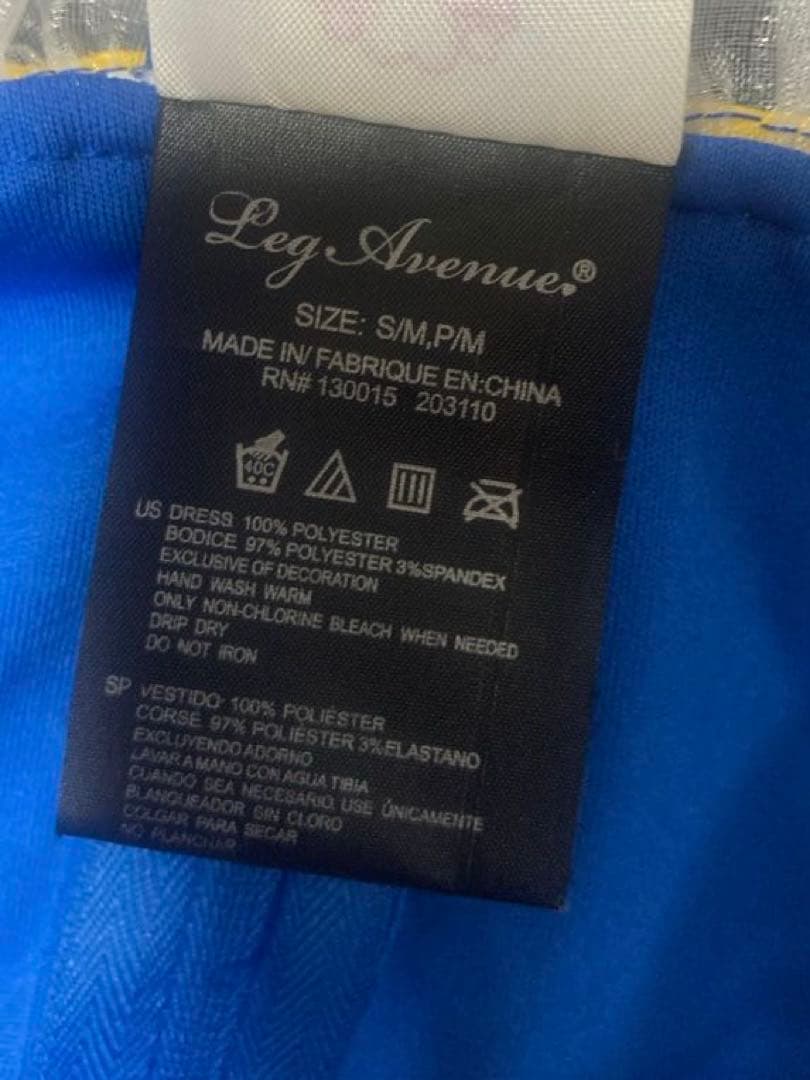 Leg Avenue®
SIZE: S/M,P/M
MADE IN/ FABRIQUE EN:CHINA
RN# 130015 203110
40C
US DRESS 100% POLYESTER
BODICE 97% POLYESTER 3%SPANDEX
EXCLUSIVE OF DECORATION
HAND WASH WARM
ONLY NON-CHLORINE BLEACH WHEN NEEDED
DRIP DRY
DO NOT IRON
SP VESTIDO 100% POLIÉSTER
CORSE 97% POLIÉSTER 3%ELASTANO
EXCLUYENDO ADORNO
LAVAR A MANO CON AGUA TIBIA
CUANDO SEA NECESARIO, USE ÚNICAMENTE
BLANQUEADOR SIN CLORO
COLGAR PARA SECAR
NO PLANCHAR